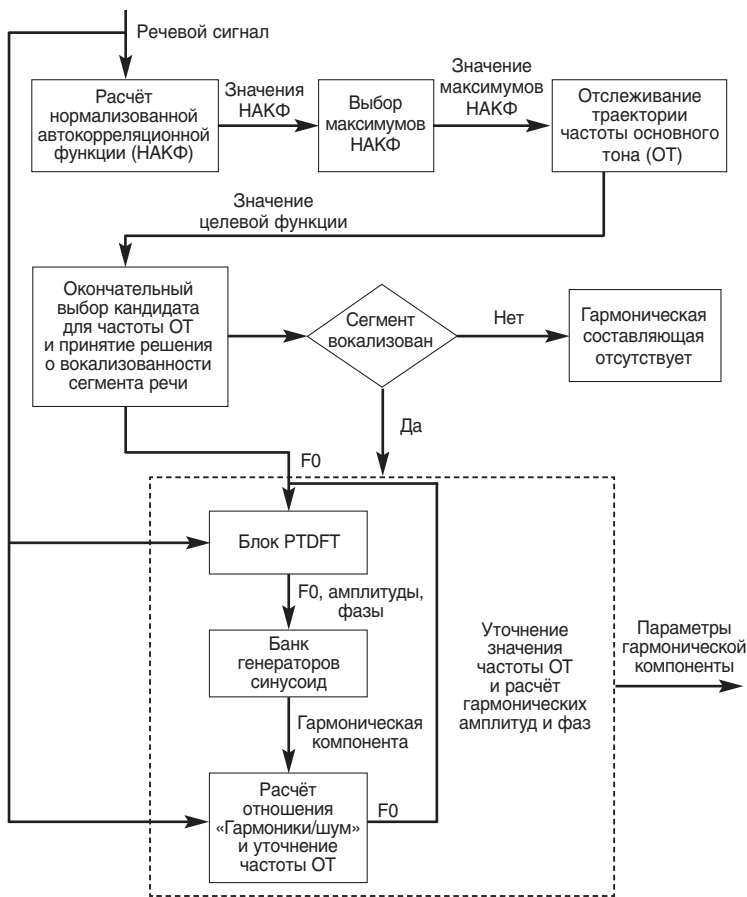 Речевой сигнал
Расчёт
нормализованной
автокорреляционной
функции (НАКФ)
Значения
НАКФ
Выбор
максимумов
НАКФ
Значение
максимумов
НАКФ
Отслеживание
траектории
частоты основного
тона (ОТ)
Значение
целевой функции
Окончательный
выбор кандидата
для частоты ОТ
и принятие решения
о вокализованности
сегмента речи
Сегмент
вокализован
Нет
Гармоническая
составляющая
отсутствует
Да
F0
Блок PTDFT
F0, амплитуды,
фазы
Банк
генераторов
синусоид
Гармоническая
компонента
Расчёт
отношения
«Гармоники/шум»
и уточнение
частоты ОТ
F0
Уточнение
значения
частоты ОТ
и расчёт
гармонических
амплитуд и фаз
Параметры
гармонической
компоненты